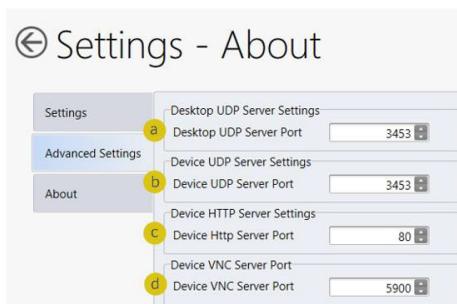 Settings - About
Settings
Advanced Settings
About
Desktop UDP Server Settings
a Desktop UDP Server Port 3453
Device UDP Server Settings
b Device UDP Server Port 3453
Device HTTP Server Settings
c Device Http Server Port 80
Device VNC Server Port
d Device VNC Server Port 5900